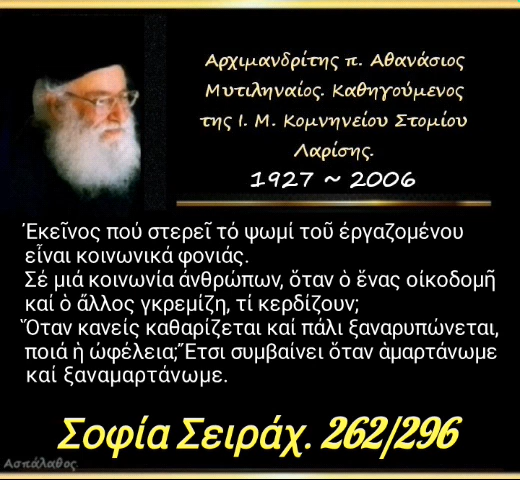 Αρχιμανδρίτης π. Αθανάσιος
Μυτιληναίος. Καθηγούμενος
της Ι. Μ. Κομνηνείου Στομίου
Λαρίσης.
1927 ~ 2006
Ἐκεῖνος πού στερεῖ τό ψωμί τοῦ ἐργαζομένου
εἶναι κοινωνικά φονιάς.
Σέ μιά κοινωνία ἀνθρώπων, ὅταν ὁ ἕνας οἰκοδομῆ
καί ὁ ἄλλος γκρεμίζη, τί κερδίζουν;
Ὅταν κανείς καθαρίζεται καί πάλι ξαναρυπώνεται,
ποιά ἡ ὠφέλεια;Ἔτσι συμβαίνει ὅταν ἁμαρτάνωμε
καί ξαναμαρτάνωμε.
Σοφία Σειράχ. 262/296
Ασπάλαθος